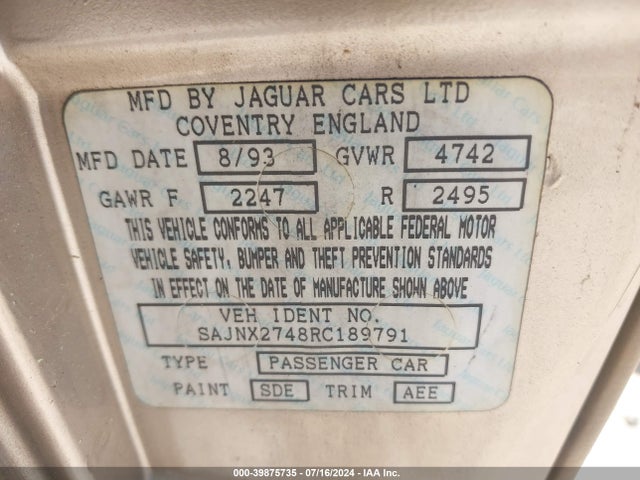 MFD BY JAGUAR CARS LTD
COVENTRY ENGLAND
MFD DATE 8/93 GVWR 4742
GAWR F 2247 R 2495
THIS VEHICLE CONFORMS TO ALL APPLICABLE FEDERAL MOTOR
VEHICLE SAFETY, BUMPER AND THEFT PREVENTION STANDARDS
IN EFFECT ON THE DATE OF MANUFACTURE SHOWN ABOVE
VEH IDENT NO.
SAJNX2748RC189791
TYPE PASSENGER CAR
PAINT SDE TRIM AEE
000-39875735 - 07/16/2024 - IAA Inc.